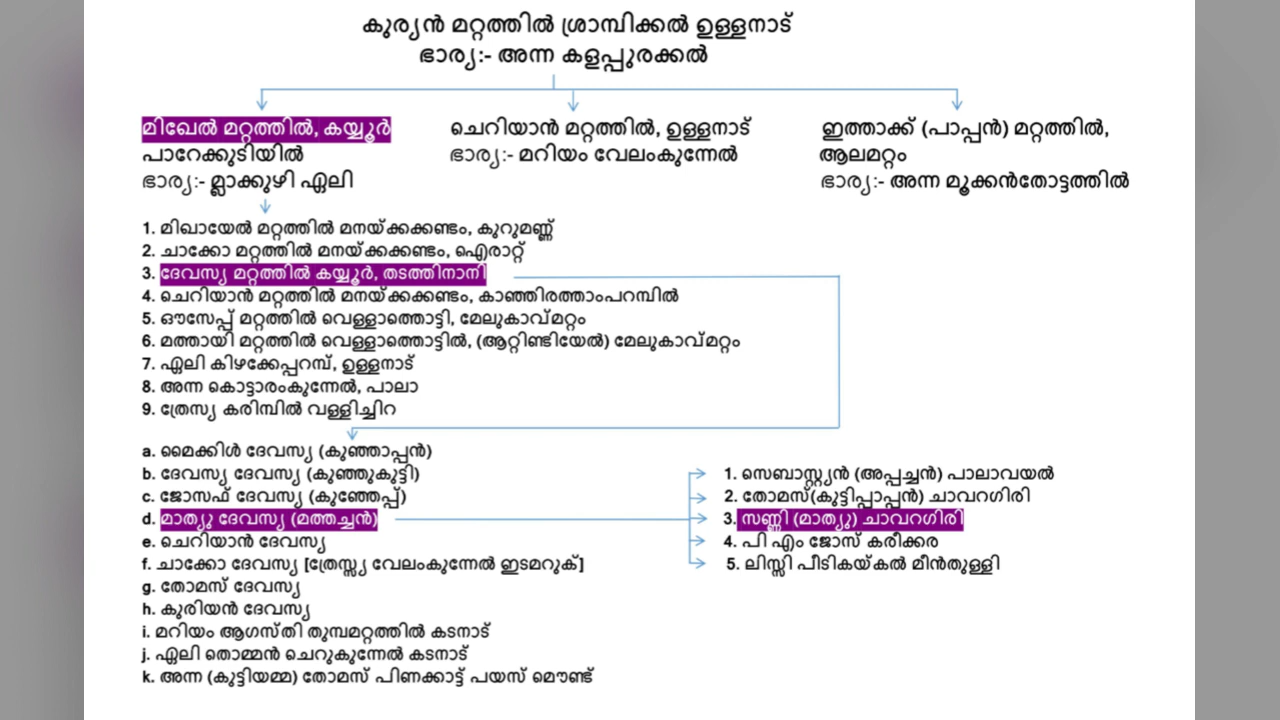 കുര്യൻ മറ്റത്തിൽ ശ്രാമ്പിക്കൽ ഉള്ളനാട്
ഭാര്യ:- അന്ന കളപ്പുരക്കൽ
മിഖേൽ മറ്റത്തിൽ, കയ്യൂർ
പാറേക്കുടിയിൽ
ഭാര്യ:- മ്ലാക്കുഴി ഏലി
ചെറിയാൻ മറ്റത്തിൽ, ഉള്ളനാട്
ഭാര്യ:- മറിയം വേലംകുന്നേൽ
ഇത്താക്ക് (പാപ്പൻ) മറ്റത്തിൽ,
ആലമറ്റം
ഭാര്യ:- അന്ന മൂക്കൻതോട്ടത്തിൽ
1. മിഖായേൽ മറ്റത്തിൽ മനയ്ക്കക്കണ്ടം, കുറുമണ്ണ്
2. ചാക്കോ മറ്റത്തിൽ മനയ്ക്കക്കണ്ടം, ഐരാറ്റ്
3. ദേവസ്യ മറ്റത്തിൽ കയ്യൂർ, തടത്തിനാനി
4. ചെറിയാൻ മറ്റത്തിൽ മനയ്ക്കക്കണ്ടം, കാഞ്ഞിരത്താംപറമ്പിൽ
5. ഔസേപ്പ് മറ്റത്തിൽ വെള്ളാത്തൊട്ടി, മേലുകാവ്മറ്റം
6. മത്തായി മറ്റത്തിൽ വെള്ളാത്തൊട്ടിൽ, (ആറ്റിണ്ടിയേൽ) മേലുകാവ്മറ്റം
7. ഏലി കിഴക്കേപ്പറമ്പ്, ഉള്ളനാട്
8. അന്ന കൊട്ടാരംകുന്നേൽ, പാലാ
9. ത്രേസ്യ കരിമ്പിൽ വള്ളിച്ചിറ
a. മൈക്കിൾ ദേവസ്യ (കുഞ്ഞാപ്പൻ)
b. ദേവസ്യ ദേവസ്യ (കുഞ്ഞുകുട്ടി)
c. ജോസഫ് ദേവസ്യ (കുഞ്ഞേപ്പ്)
d. മാത്യു ദേവസ്യ (മത്തച്ചൻ)
e. ചെറിയാൻ ദേവസ്യ
f. ചാക്കോ ദേവസ്യ [ത്രേസ്സ്യ വേലംകുന്നേൽ ഇടമറുക്]
g. തോമസ് ദേവസ്യ
h. കുരിയൻ ദേവസ്യ
i. മറിയം ആഗസ്തി തുമ്പമറ്റത്തിൽ കടനാട്
j. ഏലി തൊമ്മൻ ചെറുകുന്നേൽ കടനാട്
k. അന്ന (കുട്ടിയമ്മ) തോമസ് പിണക്കാട്ട് പയസ് മൌണ്ട്
1. സെബാസ്റ്റ്യൻ (അപ്പച്ചൻ) പാലാവയൽ
2. തോമസ്(കുട്ടിപ്പാപ്പൻ) ചാവറഗിരി
3. സണ്ണി (മാത്യു) ചാവറഗിരി
4. പി എം ജോസ് കരീക്കര
5. ലിസ്സി പീടികയ്കൽ മീൻതുള്ളി